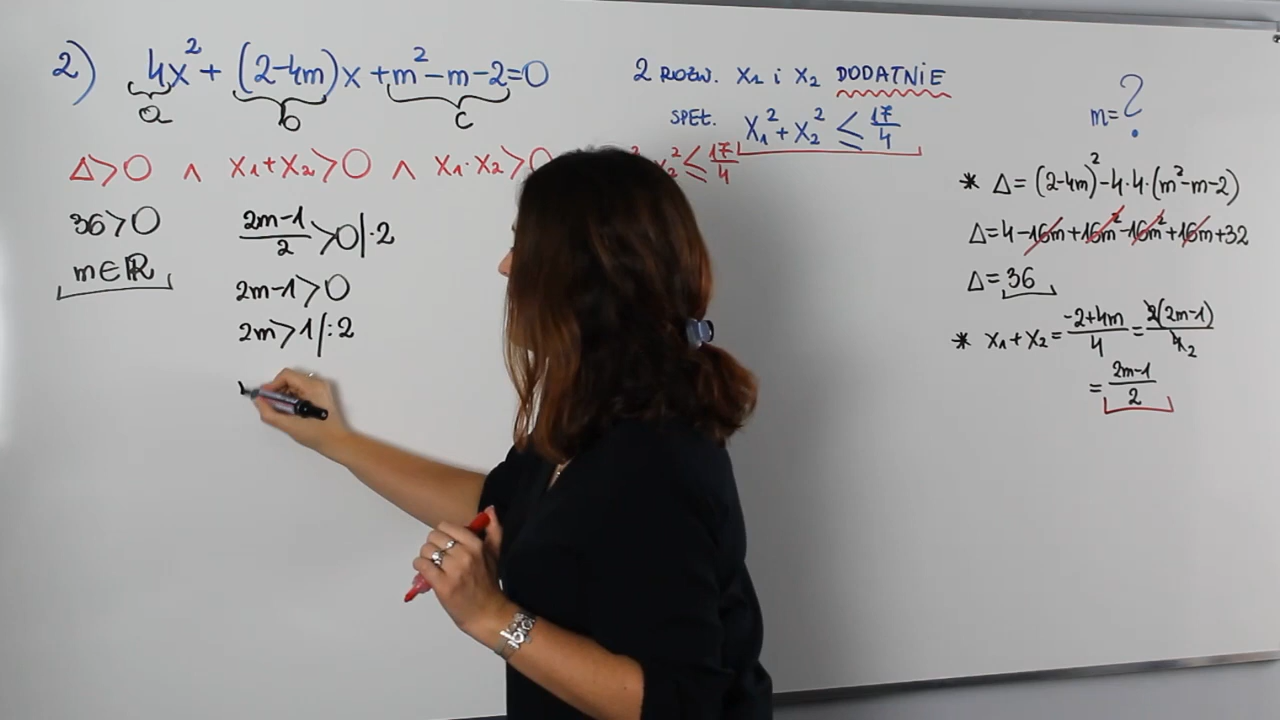 2) 4x² + (2-4m)x + m²-m-2=0
a b c
2 ROZW. x₁ i x₂ DODATNIE
SPEŁ. x₁²+x₂² ≤ 17/4
m=?
Δ>0 ∧ x₁+x₂>0 ∧ x₁·x₂>0 ₂² ≤ 17/4
36>0
m∈ℝ
(2m-1)/2 >0 |·2
2m-1>0
2m>1 |:2
* Δ=(2-4m)²-4·4·(m²-m-2)
Δ=4-16m+16m²-16m²+16m+32
Δ=36
* x₁+x₂= (-2+4m)/4 = 2(2m-1)/4 2
= (2m-1)/2